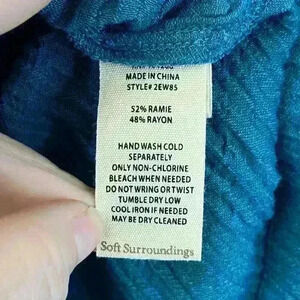 MADE IN CHINA
STYLE# 2EW85
52% RAMIE
48% RAYON
HAND WASH COLD
SEPARATELY
ONLY NON-CHLORINE
BLEACH WHEN NEEDED
DO NOT WRING OR TWIST
TUMBLE DRY LOW
COOL IRON IF NEEDED
MAY BE DRY CLEANED
Soft Surroundings